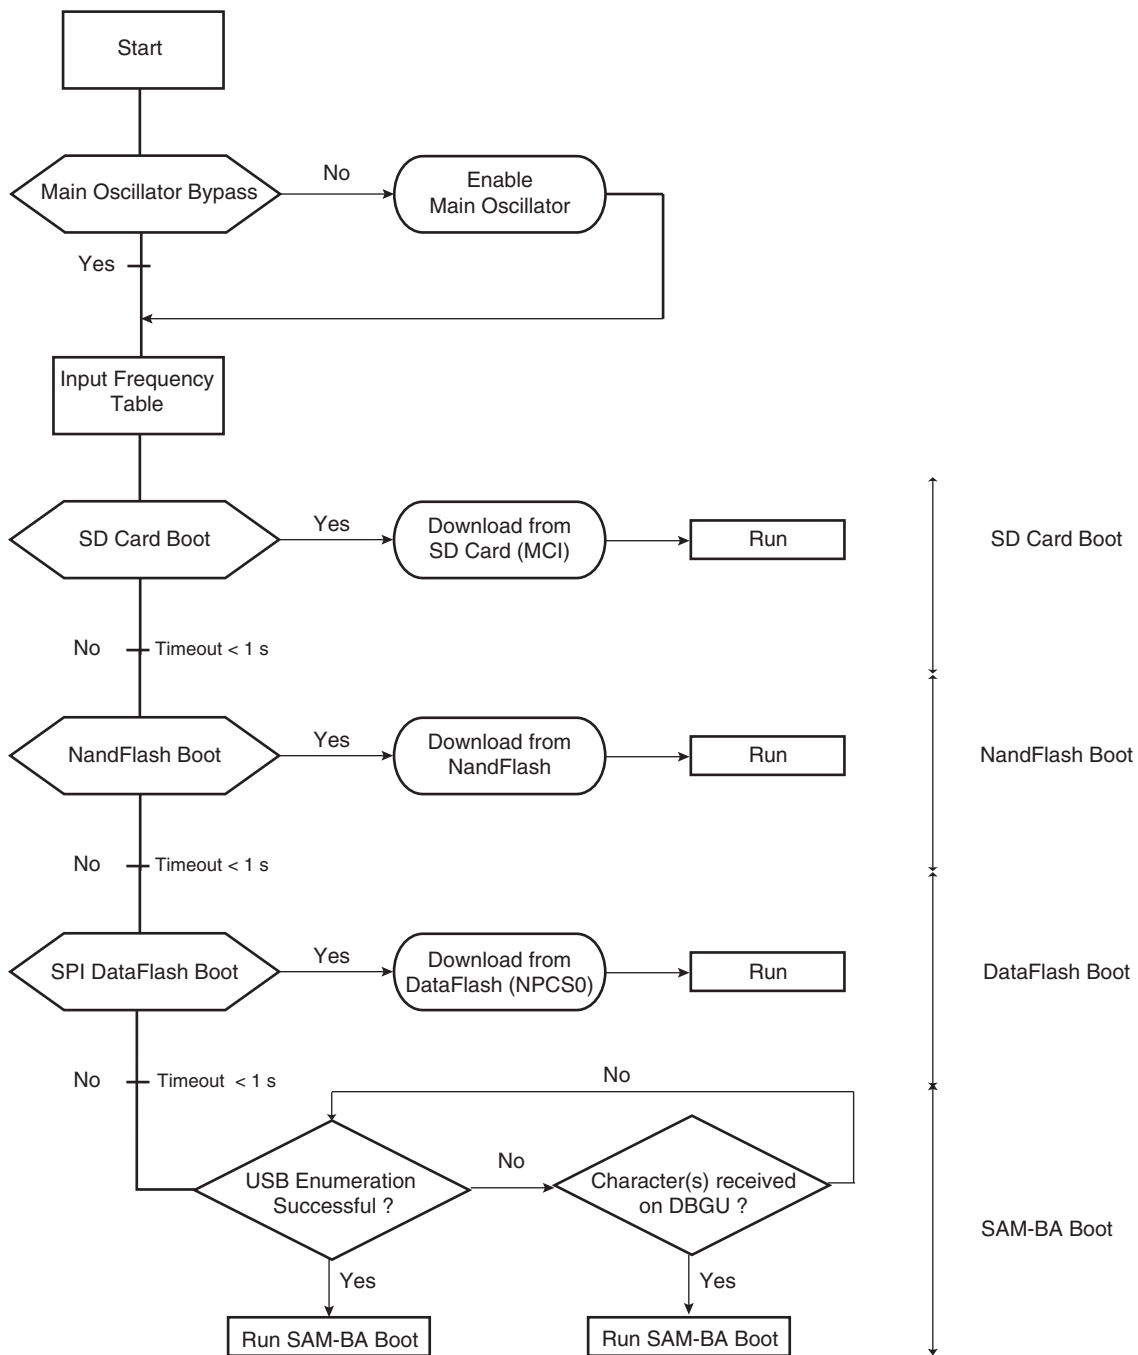 Start
Main Oscillator Bypass
No
Enable
Main Oscillator
Yes
Input Frequency
Table
SD Card Boot
Yes
Download from
SD Card (MCI)
Run
SD Card Boot
No
Timeout < 1 s
NandFlash Boot
Yes
Download from
NandFlash
Run
NandFlash Boot
No
Timeout < 1 s
SPI DataFlash Boot
Yes
Download from
DataFlash (NPCS0)
Run
DataFlash Boot
No
Timeout < 1 s
No
USB Enumeration
Successful ?
No
Character(s) received
on DBGU ?
SAM-BA Boot
Yes
Yes
Run SAM-BA Boot
Run SAM-BA Boot